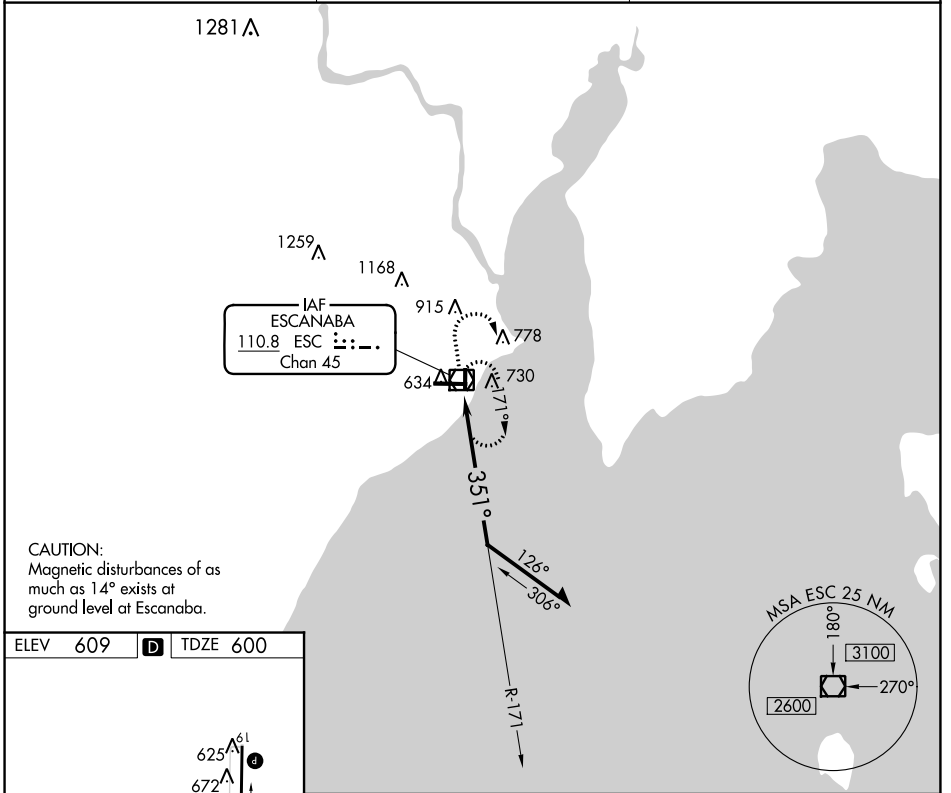 1281
1259
1168
IAF
ESCANABA
110.8 ESC
Chan 45
915
778
634
730
171°
351°
126°
306°
CAUTION:
Magnetic disturbances of as
much as 14° exists at
ground level at Escanaba.
MSA ESC 25 NM
180°
3100
270°
2600
R-171
ELEV 609 D TDZE 600
19
625
P
672